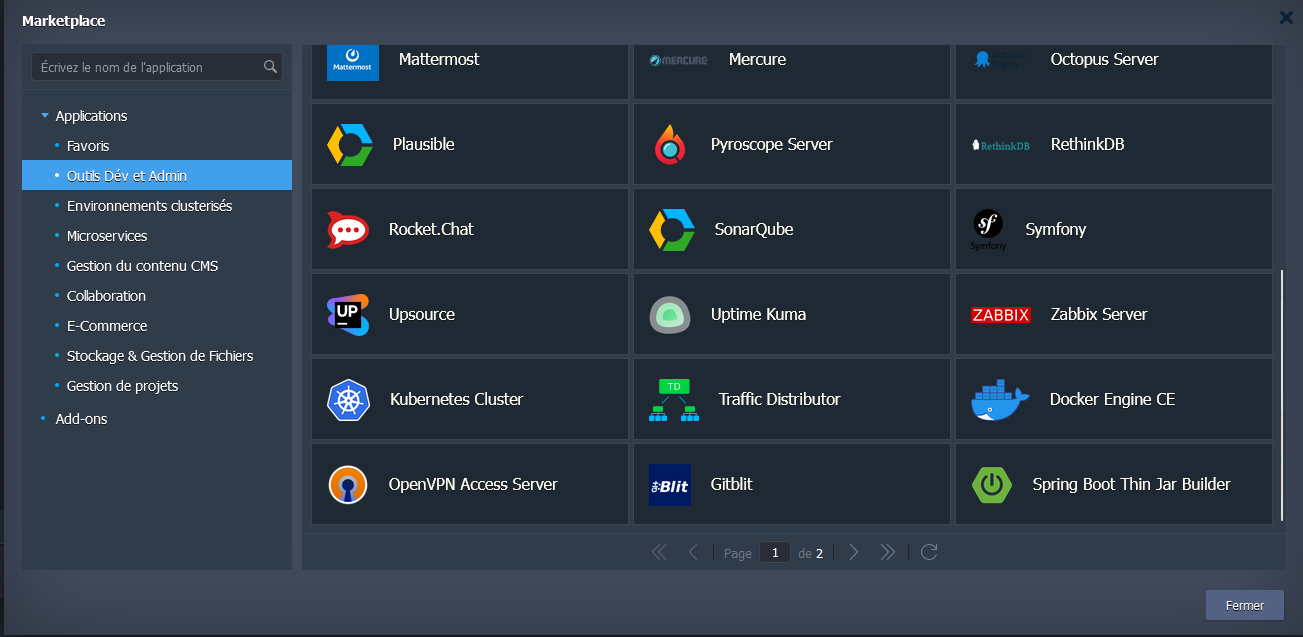 Marketplace
Écrivez le nom de l'application
Applications
Favoris
Outils Dév et Admin
Environnements clusterisés
Microservices
Gestion du contenu CMS
Collaboration
E-Commerce
Stockage & Gestion de Fichiers
Gestion de projets
Add-ons
Mattermost
Mattermost
MERCURE
Mercure
Octopus Server
Plausible
Pyroscope Server
RethinkDB
RethinkDB
Rocket.Chat
SonarQube
Symfony
Symfony
UP
Upsource
Uptime Kuma
ZABBIX
Zabbix Server
Kubernetes Cluster
TD
Traffic Distributor
Docker Engine CE
OpenVPN Access Server
Blit
Gitblit
Spring Boot Thin Jar Builder
Page 1 de 2
Fermer